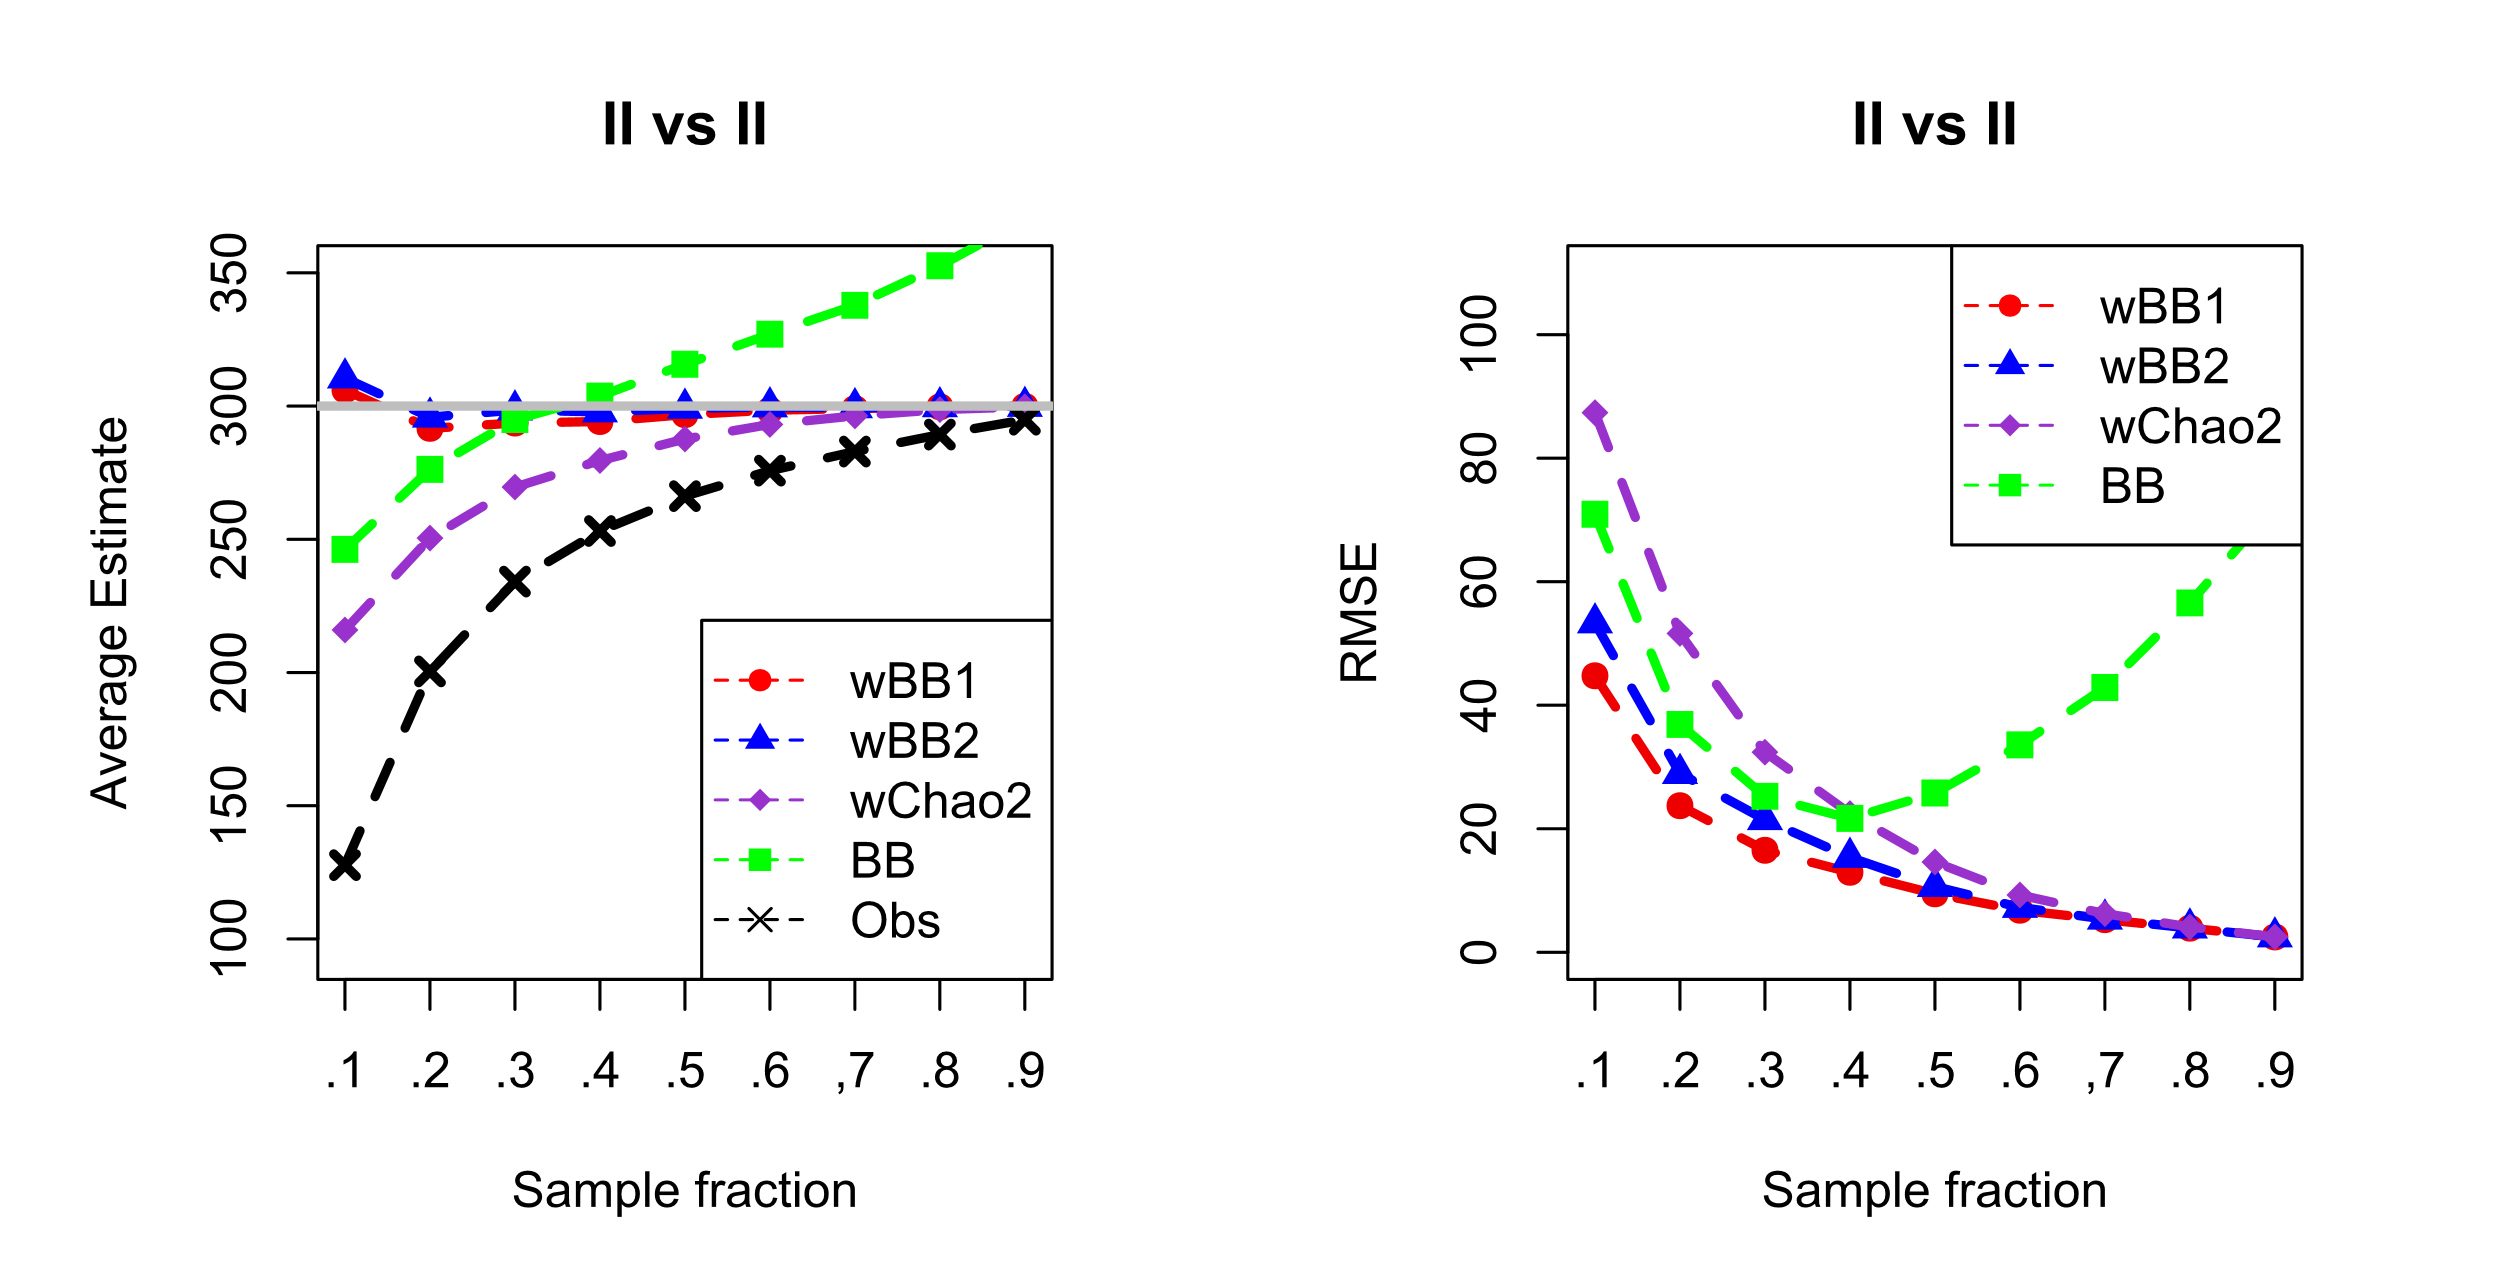 II vs II
Average Estimate
350
300
250
200
150
100
wBB1
wBB2
wChao2
BB
Obs
.1 .2 .3 .4 .5 .6 ,7 .8 .9
Sample fraction
II vs II
RMSE
100
80
60
40
20
0
wBB1
wBB2
wChao2
BB
.1 .2 .3 .4 .5 .6 ,7 .8 .9
Sample fraction